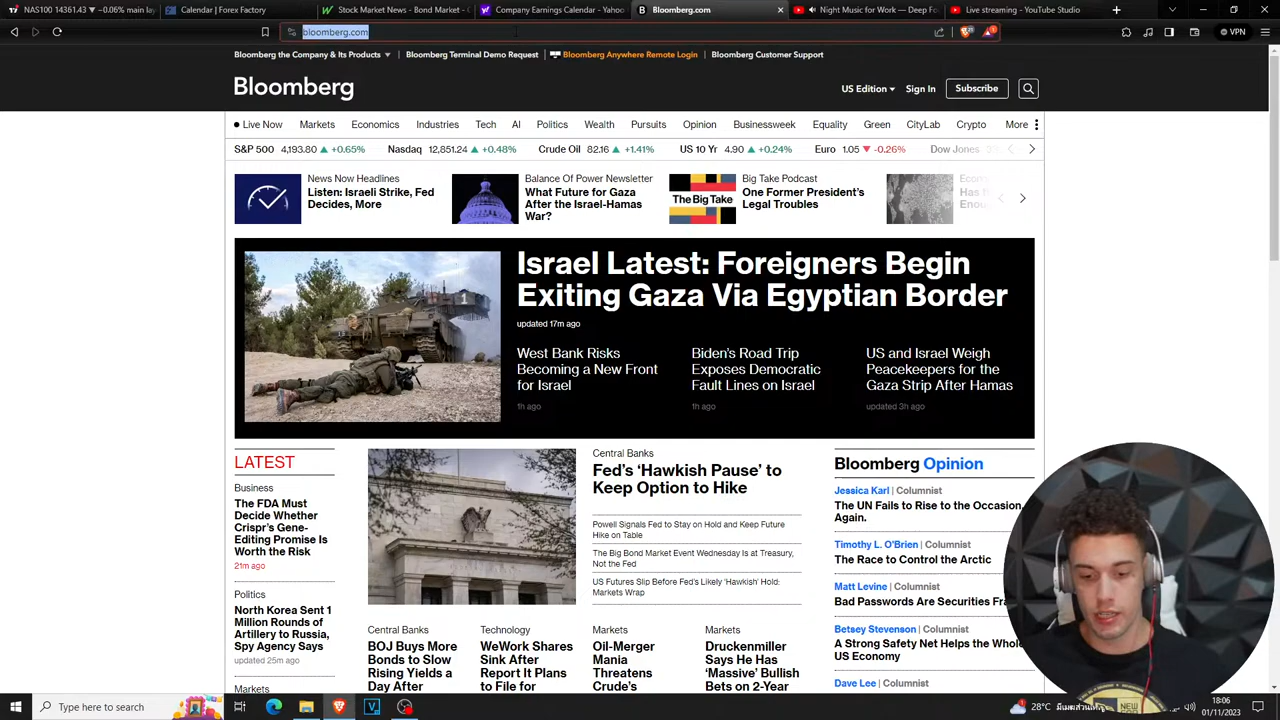 NAS100 14361.43 ▼ −0.06% main lay
Calendar | Forex Factory
Stock Market News - Bond Market -
Company Earnings Calendar - Yahoo
Bloomberg.com
Night Music for Work — Deep Fo
Live streaming - YouTube Studio
bloomberg.com
VPN
Bloomberg the Company & Its Products
Bloomberg Terminal Demo Request
Bloomberg Anywhere Remote Login
Bloomberg Customer Support
Bloomberg
US Edition
Sign In
Subscribe
Live Now Markets Economics Industries Tech AI Politics Wealth Pursuits Opinion Businessweek Equality Green CityLab Crypto More
S&P 500 4,193.80 ▲ +0.65% Nasdaq 12,851.24 ▲ +0.48% Crude Oil 82.16 ▲ +1.41% US 10 Yr 4.90 ▲ +0.24% Euro 1.05 ▼ -0.26% Dow Jones
News Now Headlines
Listen: Israeli Strike, Fed
Decides, More
Balance Of Power Newsletter
What Future for Gaza
After the Israel-Hamas
War?
The Big Take
Big Take Podcast
One Former President's
Legal Troubles
Israel Latest: Foreigners Begin
Exiting Gaza Via Egyptian Border
updated 17m ago
West Bank Risks
Becoming a New Front
for Israel
1h ago
Biden's Road Trip
Exposes Democratic
Fault Lines on Israel
1h ago
US and Israel Weigh
Peacekeepers for the
Gaza Strip After Hamas
updated 3h ago
LATEST
Business
The FDA Must
Decide Whether
Crispr's Gene-
Editing Promise Is
Worth the Risk
21m ago
Politics
North Korea Sent 1
Million Rounds of
Artillery to Russia,
Spy Agency Says
updated 25m ago
Markets
Central Banks
Fed's 'Hawkish Pause' to
Keep Option to Hike
Powell Signals Fed to Stay on Hold and Keep Future
Hike on Table
The Big Bond Market Event Wednesday Is at Treasury,
Not the Fed
US Futures Slip Before Fed's Likely 'Hawkish' Hold:
Markets Wrap
Central Banks
BOJ Buys More
Bonds to Slow
Rising Yields a
Day After
Technology
WeWork Shares
Sink After
Report It Plans
to File for
Markets
Oil-Merger
Mania
Threatens
Crude's
Markets
Druckenmiller
Says He Has
'Massive' Bullish
Bets on 2-Year
Bloomberg Opinion
Jessica Karl | Columnist
The UN Fails to Rise to the Occasion,
Again.
Timothy L. O'Brien | Columnist
The Race to Control the Arctic
Matt Levine | Columnist
Bad Passwords Are Securities Fra
Betsey Stevenson | Columnist
A Strong Safety Net Helps the Whole
US Economy
Dave Lee | Columnist
NEW
Type here to search
28°C
18:06
01/11/2023